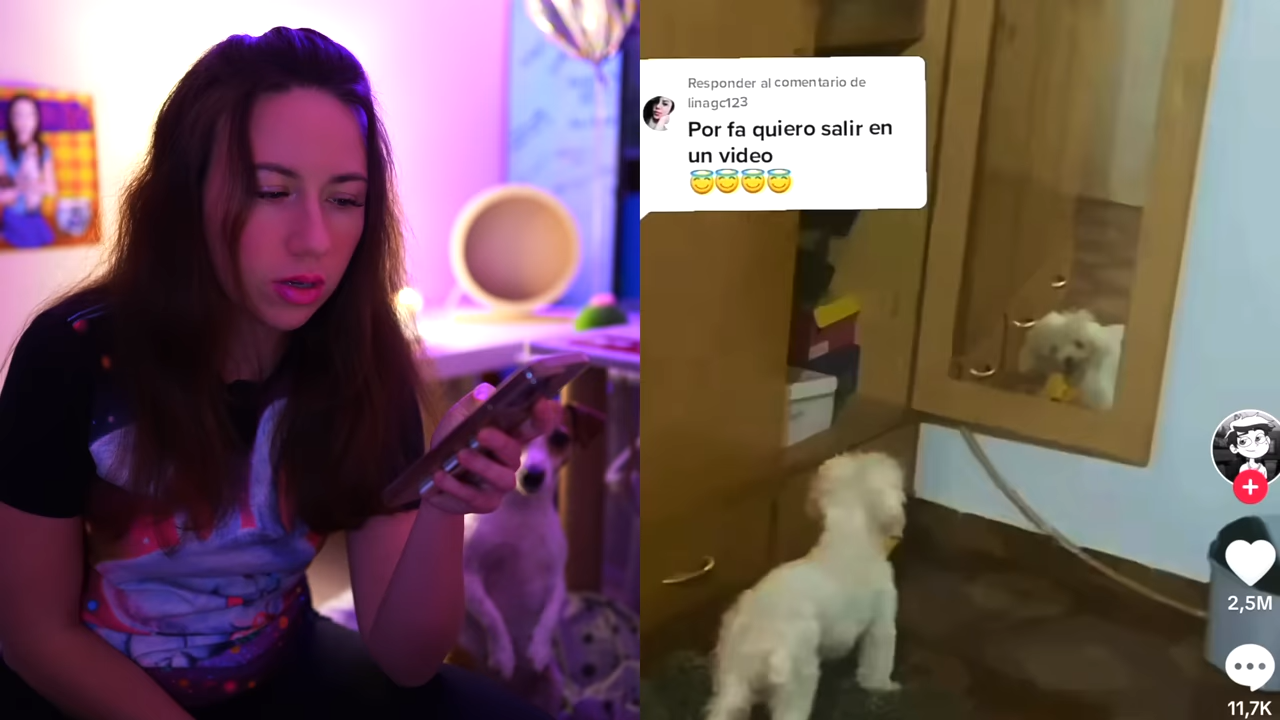 Responder al comentario de
linagc123
Por fa quiero salir en
un video
😇😇😇😇
2,5M
11,7K